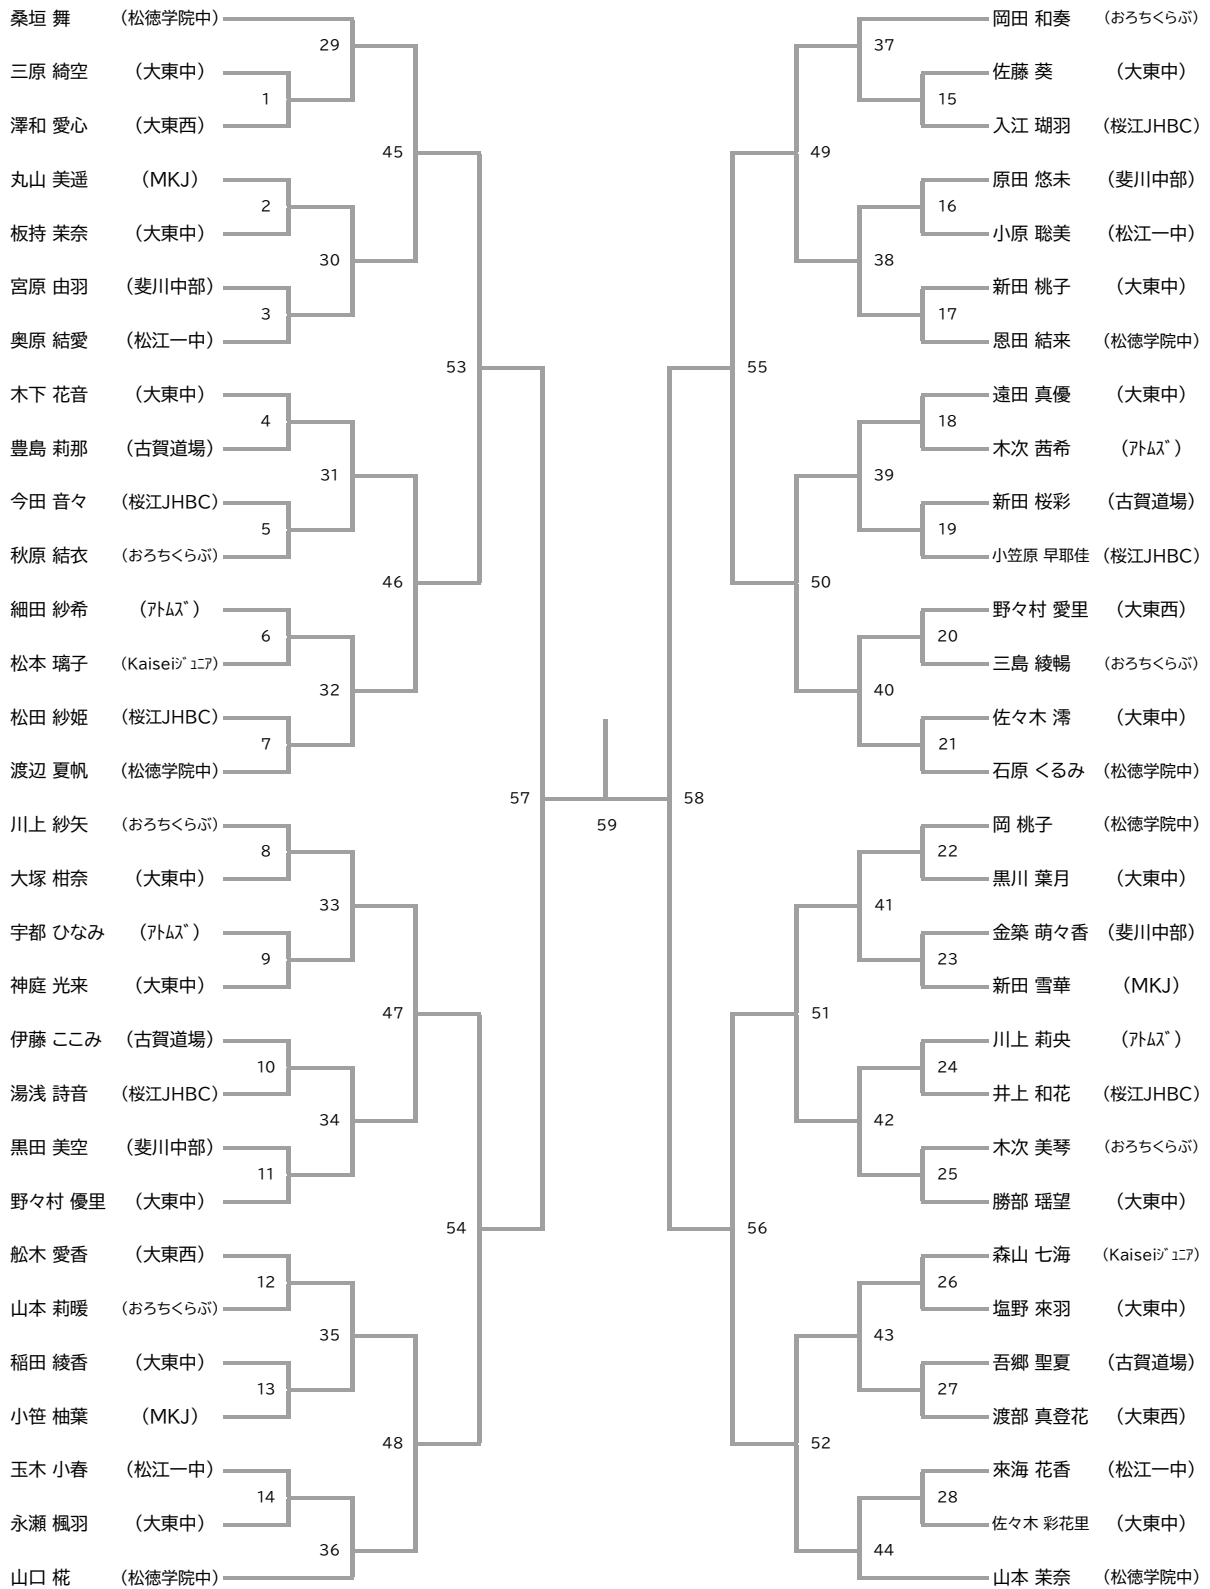 桑垣 舞 （松徳学院中）
29
三原 綺空 （大東中）
1
澤和 愛心 （大東西）
45
丸山 美遥 （MKJ）
2
板持 茉奈 （大東中）
30
宮原 由羽 （斐川中部）
3
奥原 結愛 （松江一中）
53
木下 花音 （大東中）
4
豊島 莉那 （古賀道場）
31
今田 音々 （桜江JHBC）
5
秋原 結衣 （おろちくらぶ）
46
細田 紗希 （ｱﾄﾑｽﾞ）
6
松本 璃子 （Kaiseiｼﾞｭﾆｱ）
32
松田 紗姫 （桜江JHBC）
7
渡辺 夏帆 （松徳学院中）
57
川上 紗矢 （おろちくらぶ）
8
大塚 柑奈 （大東中）
33
宇都 ひなみ （ｱﾄﾑｽﾞ）
9
神庭 光来 （大東中）
47
伊藤 ここみ （古賀道場）
10
湯浅 詩音 （桜江JHBC）
34
黒田 美空 （斐川中部）
11
野々村 優里 （大東中）
54
舩木 愛香 （大東西）
12
山本 莉暖 （おろちくらぶ）
35
稲田 綾香 （大東中）
13
小笹 柚葉 （MKJ）
48
玉木 小春 （松江一中）
14
永瀬 楓羽 （大東中）
36
山口 椛 （松徳学院中）
59
岡田 和奏 （おろちくらぶ）
37
佐藤 葵 （大東中）
15
入江 瑚羽 （桜江JHBC）
49
原田 悠未 （斐川中部）
16
小原 聡美 （松江一中）
38
新田 桃子 （大東中）
17
恩田 結来 （松徳学院中）
55
遠田 真優 （大東中）
18
木次 茜希 （ｱﾄﾑｽﾞ）
39
新田 桜彩 （古賀道場）
19
小笠原 早耶佳 （桜江JHBC）
50
野々村 愛里 （大東西）
20
三島 綾暢 （おろちくらぶ）
40
佐々木 澪 （大東中）
21
石原 くるみ （松徳学院中）
58
岡 桃子 （松徳学院中）
22
黒川 葉月 （大東中）
41
金築 萌々香 （斐川中部）
23
新田 雪華 （MKJ）
51
川上 莉央 （ｱﾄﾑｽﾞ）
24
井上 和花 （桜江JHBC）
42
木次 美琴 （おろちくらぶ）
25
勝部 瑶望 （大東中）
56
森山 七海 （Kaiseiｼﾞｭﾆｱ）
26
塩野 來羽 （大東中）
43
吾郷 聖夏 （古賀道場）
27
渡部 真登花 （大東西）
52
來海 花香 （松江一中）
28
佐々木 彩花里 （大東中）
44
山本 茉奈 （松徳学院中）